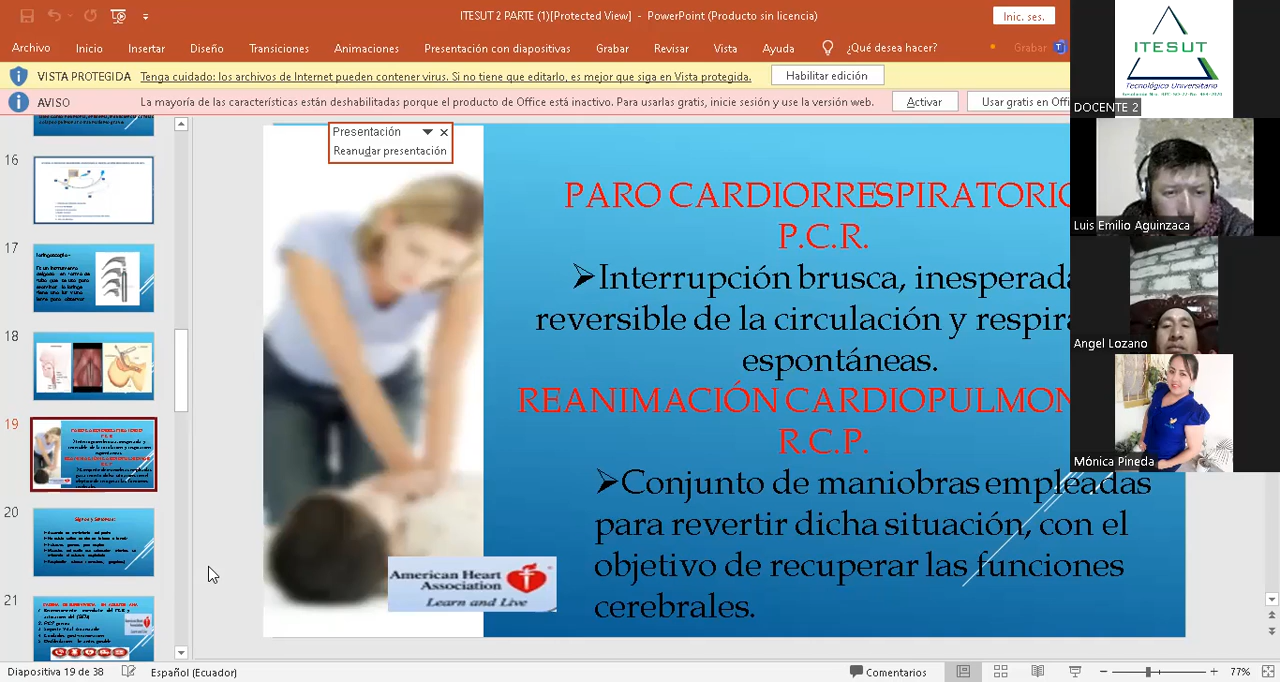 ITESUT 2 PARTE (1)[Protected View] - PowerPoint (Producto sin licencia)
Inic. ses.
Archivo Inicio Insertar Diseño Transiciones Animaciones Presentación con diapositivas Grabar Revisar Vista Ayuda ¿Qué desea hacer? Grabar
VISTA PROTEGIDA Tenga cuidado: los archivos de Internet pueden contener virus. Si no tiene que editarlo, es mejor que siga en Vista protegida. Habilitar edición
AVISO La mayoría de las características están deshabilitadas porque el producto de Office está inactivo. Para usarlas gratis, inicie sesión y use la versión web. Activar Usar gratis en Offi
ITESUT
Tecnológico Universitario
DOCENTE 2
Luis Emilio Aguinzaca
Angel Lozano
Mónica Pineda
16
17
18
19
20
Signos y Síntomas:
21
Presentación
Reanudar presentación
PARO CARDIORRESPIRATORIO
P.C.R.
➢Interrupción brusca, inesperada
reversible de la circulación y respira
espontáneas.
REANIMACIÓN CARDIOPULMON
R.C.P.
➢Conjunto de maniobras empleadas
para revertir dicha situación, con el
objetivo de recuperar las funciones
cerebrales.
American Heart
Association
Learn and Live
Diapositiva 19 de 38 Español (Ecuador) Comentarios 77%